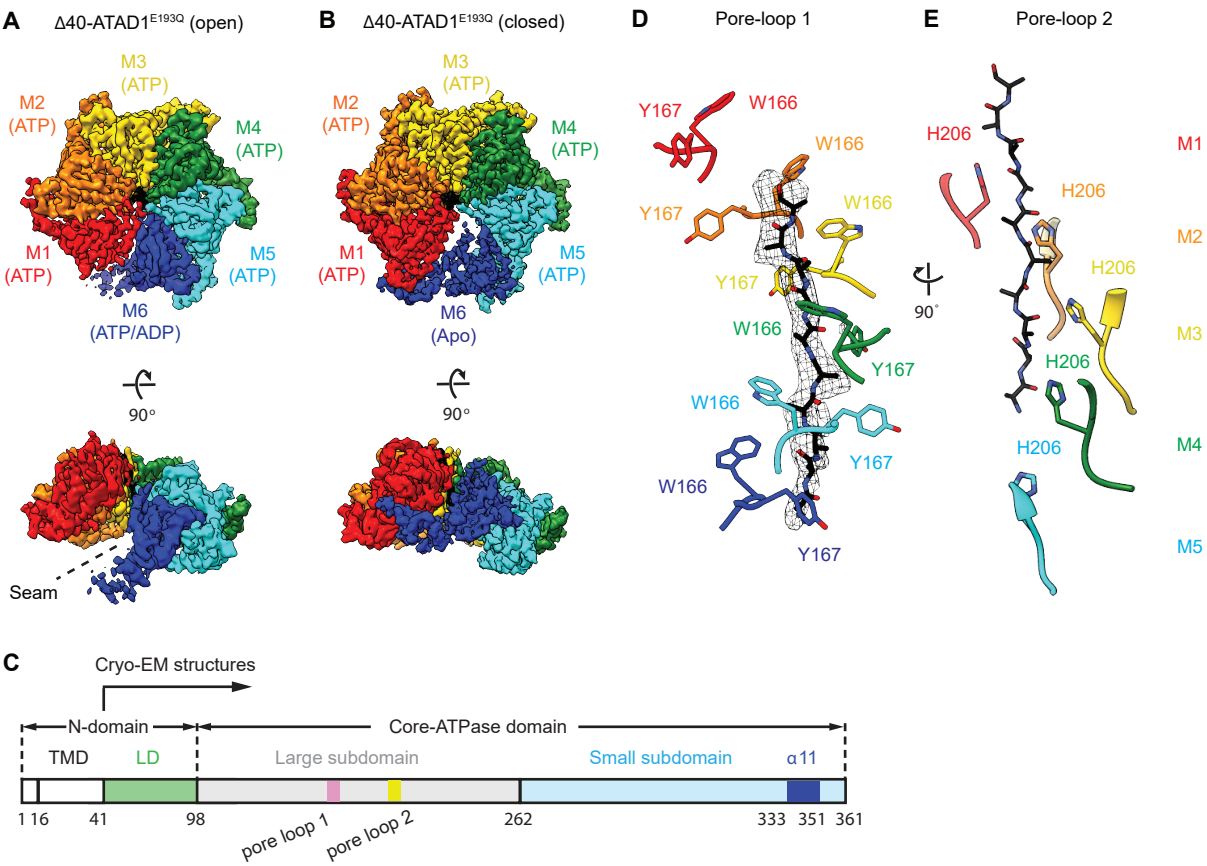 A
Δ40-ATAD1E193Q (open)
M3
(ATP)
M2
(ATP)
M4
(ATP)
M1
(ATP)
M5
(ATP)
M6
(ATP/ADP)
90°
Seam
B
Δ40-ATAD1E193Q (closed)
M3
(ATP)
M2
(ATP)
M4
(ATP)
M1
(ATP)
M5
(ATP)
M6
(Apo)
90°
D
Pore-loop 1
Y167
W166
W166
Y167
W166
Y167
W166
Y167
W166
Y167
W166
Y167
90°
E
Pore-loop 2
H206
H206
H206
H206
H206
M1
M2
M3
M4
M5
C
Cryo-EM structures
N-domain
Core-ATPase domain
TMD
LD
Large subdomain
Small subdomain
α11
1 16 41 98 262 333 351 361
pore loop 1
pore loop 2